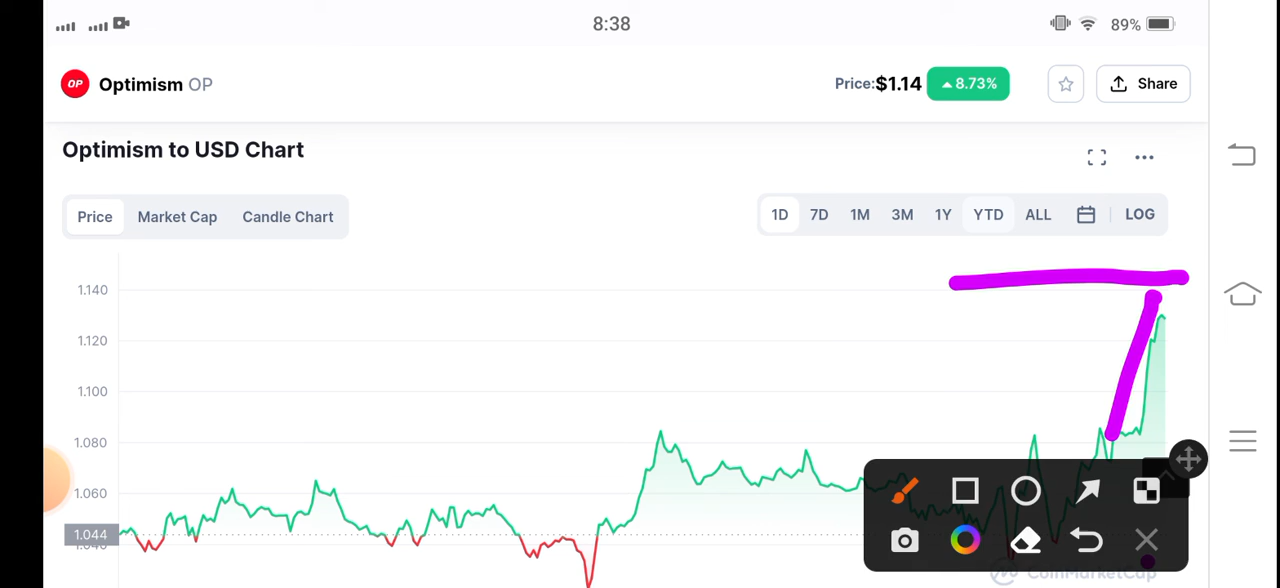 8:38
89%
OP Optimism OP
Price:$1.14 8.73%
Share
Optimism to USD Chart
Price Market Cap Candle Chart
1D 7D 1M 3M 1Y YTD ALL LOG
1.140
1.120
1.100
1.080
1.060
1.044
CoinMarketCap